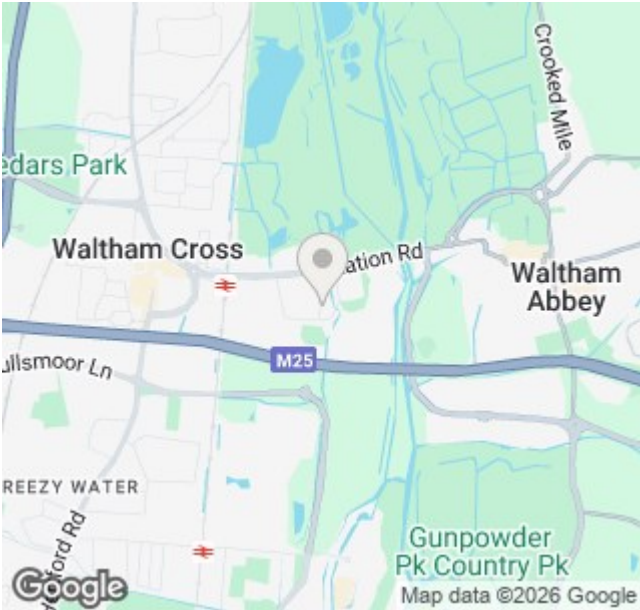 Crooked Mile
edars Park
Waltham Cross
ation Rd
Waltham
Abbey
M25
ullsmoor Ln
REEZY WATER
ford Rd
Gunpowder
Pk Country Pk
Google
Map data ©2026 Google